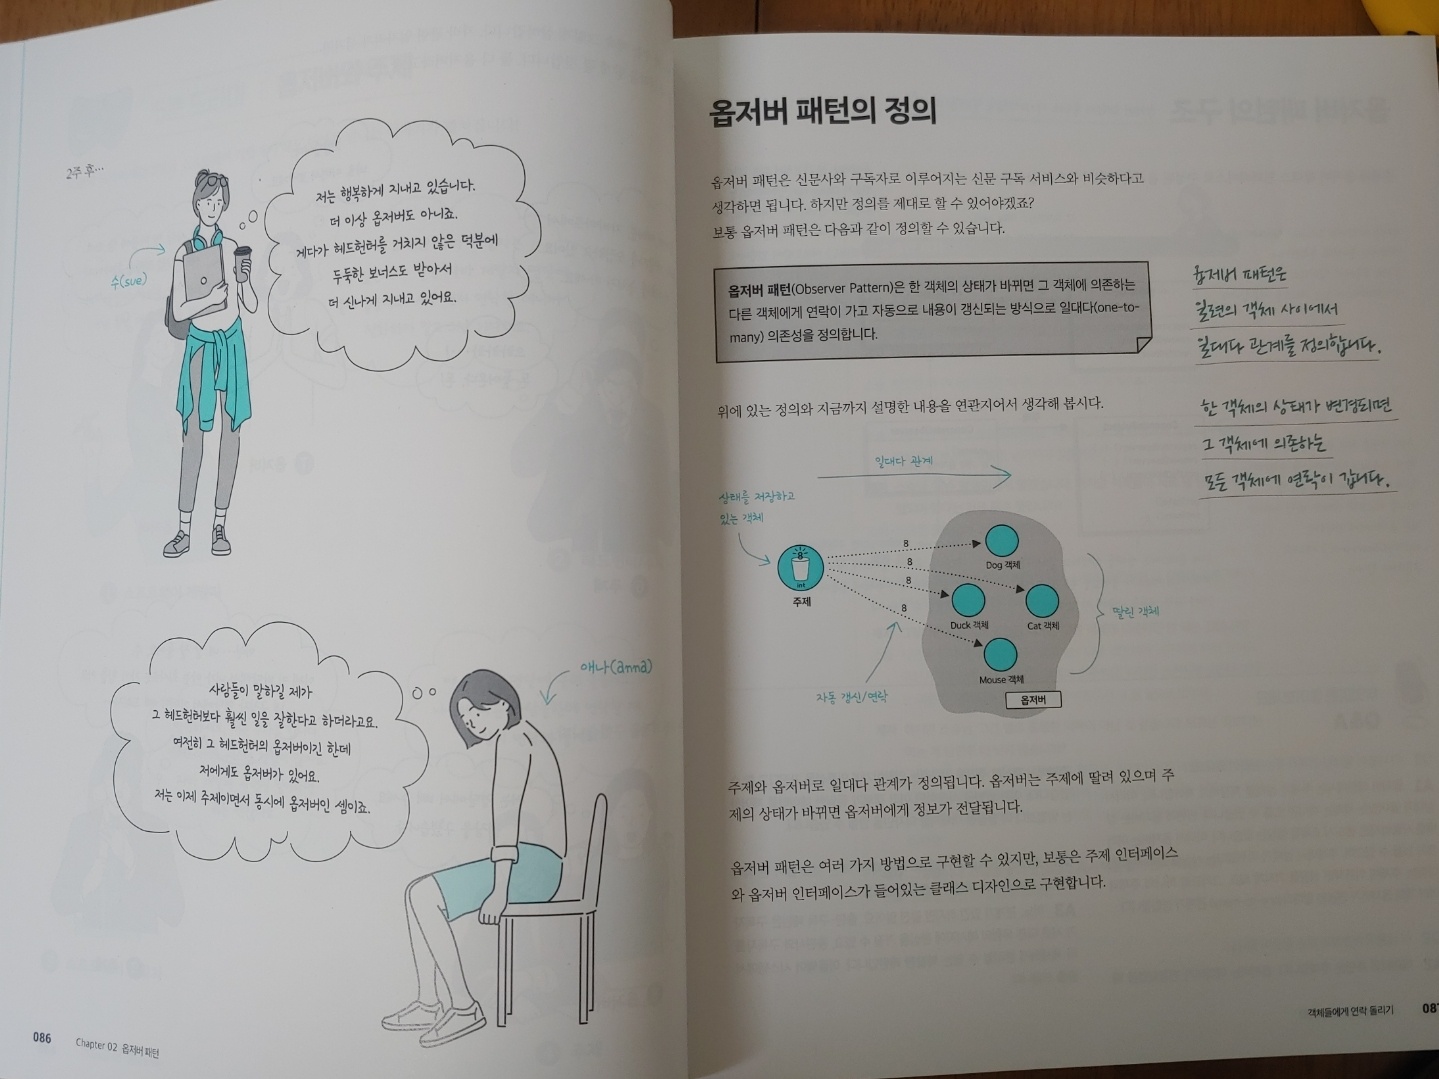 2주 후…
저는 행복하게 지내고 있습니다.
더 이상 옵저버도 아니죠.
게다가 헤드헌터를 거치지 않은 덕분에
두둑한 보너스도 받아서
더 신나게 지내고 있어요.
수(sue)
애나(anna)
사람들이 말하길 제가
그 헤드헌터보다 훨씬 일을 잘한다고 하더라고요.
여전히 그 헤드헌터의 옵저버이긴 한데
저에게도 옵저버가 있어요.
저는 이제 주제이면서 동시에 옵저버인 셈이죠.
086
Chapter 02 옵저버 패턴
옵저버 패턴의 정의
옵저버 패턴은 신문사와 구독자로 이루어지는 신문 구독 서비스와 비슷하다고
생각하면 됩니다. 하지만 정의를 제대로 할 수 있어야겠죠?
보통 옵저버 패턴은 다음과 같이 정의할 수 있습니다.
옵저버 패턴(Observer Pattern)은 한 객체의 상태가 바뀌면 그 객체에 의존하는
다른 객체에게 연락이 가고 자동으로 내용이 갱신되는 방식으로 일대다(one-to-
many) 의존성을 정의합니다.
옵저버 패턴은
일련의 객체 사이에서
일대다 관계를 정의합니다.
한 객체의 상태가 변경되면
그 객체에 의존하는
모든 객체에 연락이 갑니다.
위에 있는 정의와 지금까지 설명한 내용을 연관지어서 생각해 봅시다.
일대다 관계
상태를 저장하고
있는 객체
8
int
주제
8
8
8
8
Dog 객체
Duck 객체
Cat 객체
Mouse 객체
옵저버
딸린 객체
자동 갱신/연락
주제와 옵저버로 일대다 관계가 정의됩니다. 옵저버는 주제에 딸려 있으며 주
제의 상태가 바뀌면 옵저버에게 정보가 전달됩니다.
옵저버 패턴은 여러 가지 방법으로 구현할 수 있지만, 보통은 주제 인터페이스
와 옵저버 인터페이스가 들어있는 클래스 디자인으로 구현합니다.
객체들에게 연락 돌리기